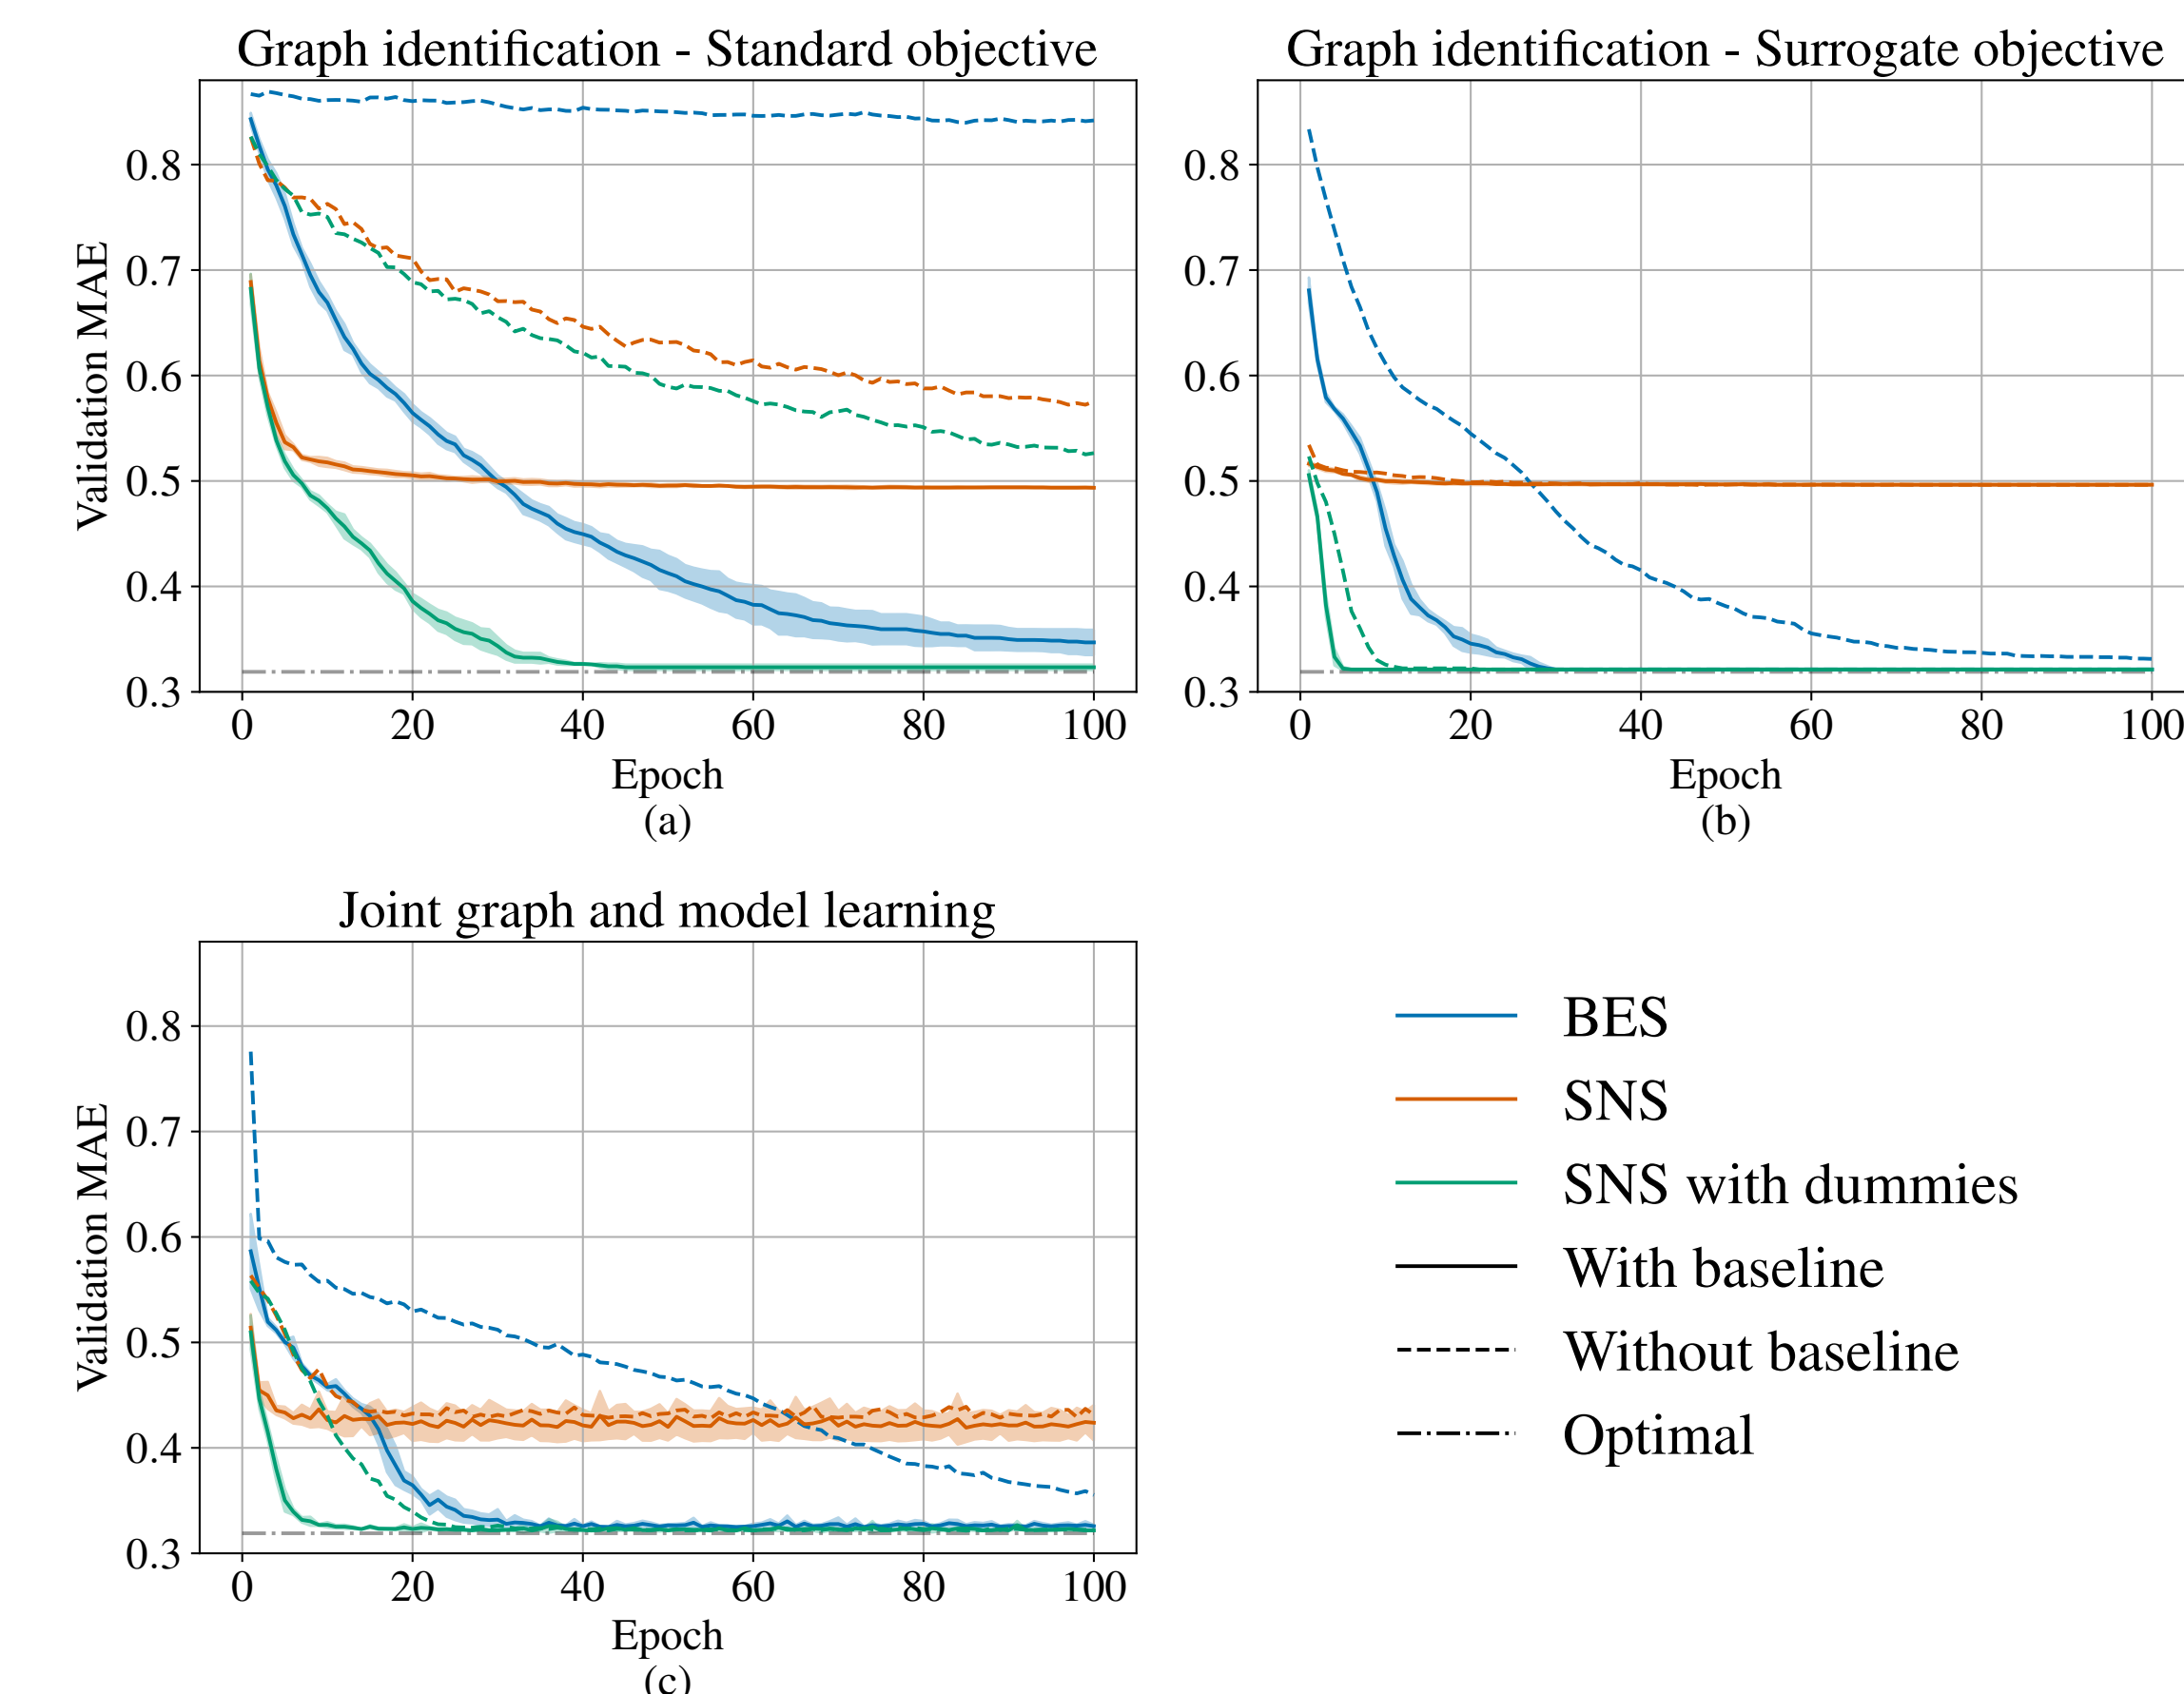 Graph identification - Standard objective
Validation MAE
0.8
0.7
0.6
0.5
0.4
0.3
0 20 40 60 80 100
Epoch
(a)
Graph identification - Surrogate objective
0.8
0.7
0.6
0.5
0.4
0.3
0 20 40 60 80 100
Epoch
(b)
Joint graph and model learning
Validation MAE
0.8
0.7
0.6
0.5
0.4
0.3
0 20 40 60 80 100
Epoch
(c)
BES
SNS
SNS with dummies
With baseline
Without baseline
Optimal